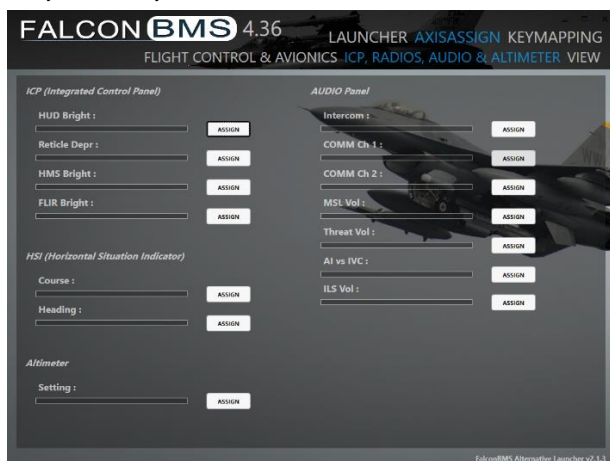 FALCON BMS 4.36
LAUNCHER AXISASSIGN KEYMAPPING
FLIGHT CONTROL & AVIONICS ICP, RADIOS, AUDIO & ALTIMETER VIEW
ICP (Integrated Control Panel)
HUD Bright :
ASSIGN
Reticle Depr :
ASSIGN
HMS Bright :
ASSIGN
FLIR Bright :
ASSIGN
HSI (Horizontal Situation Indicator)
Course :
ASSIGN
Heading :
ASSIGN
Altimeter
Setting :
ASSIGN
AUDIO Panel
Intercom :
ASSIGN
COMM Ch 1 :
ASSIGN
COMM Ch 2 :
ASSIGN
MSL Vol :
ASSIGN
Threat Vol :
ASSIGN
AI vs IVC :
ASSIGN
ILS Vol :
ASSIGN
FalconBMS Alternative Launcher v2.1.3